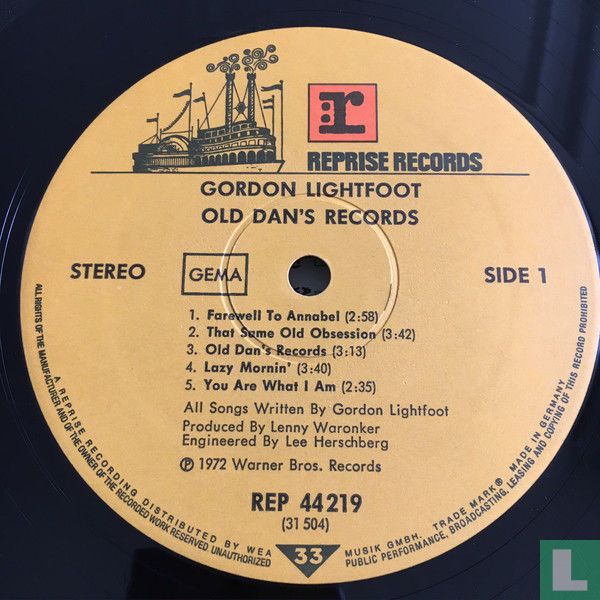 r
REPRISE RECORDS
GORDON LIGHTFOOT
OLD DAN'S RECORDS
STEREO
GEMA
SIDE 1
1. Farewell To Annabel (2:58)
2. That Same Old Obsession (3:42)
3. Old Dan's Records (3:13)
4. Lazy Mornin' (3:40)
5. You Are What I Am (2:35)
All Songs Written By Gordon Lightfoot
Produced By Lenny Waronker
Engineered By Lee Herschberg
℗ 1972 Warner Bros. Records
REP 44219
(31 504)
33
A REPRISE RECORDING DISTRIBUTED BY WEA MUSIK GMBH. TRADE MARK® MADE IN GERMANY
ALL RIGHTS OF THE MANUFACTURER AND OF THE OWNER OF THE RECORDED WORK RESERVED UNAUTHORIZED PUBLIC PERFORMANCE, BROADCASTING, LEASING AND COPYING OF THIS RECORD PROHIBITED
L